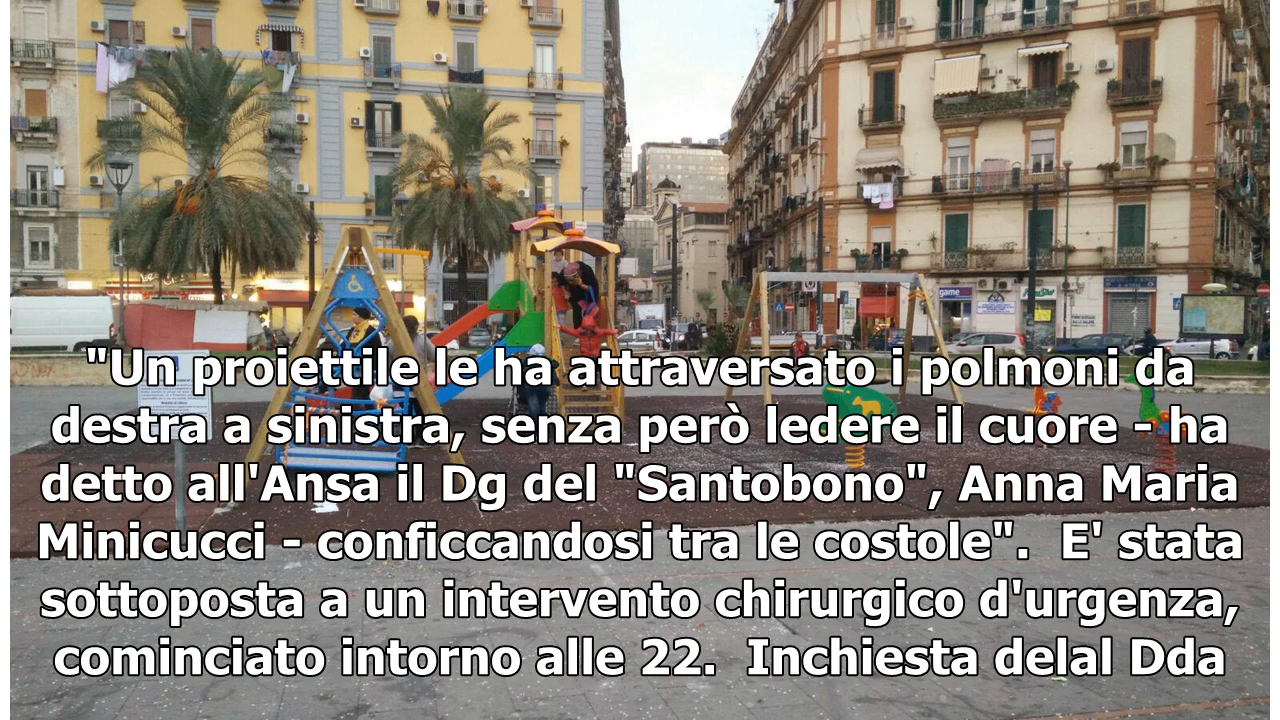 game
"Un proiettile le ha attraversato i polmoni da
destra a sinistra, senza però ledere il cuore - ha
detto all'Ansa il Dg del "Santobono", Anna Maria
Minicucci - conficcandosi tra le costole".  E' stata
sottoposta a un intervento chirurgico d'urgenza,
cominciato intorno alle 22.  Inchiesta delal Dda